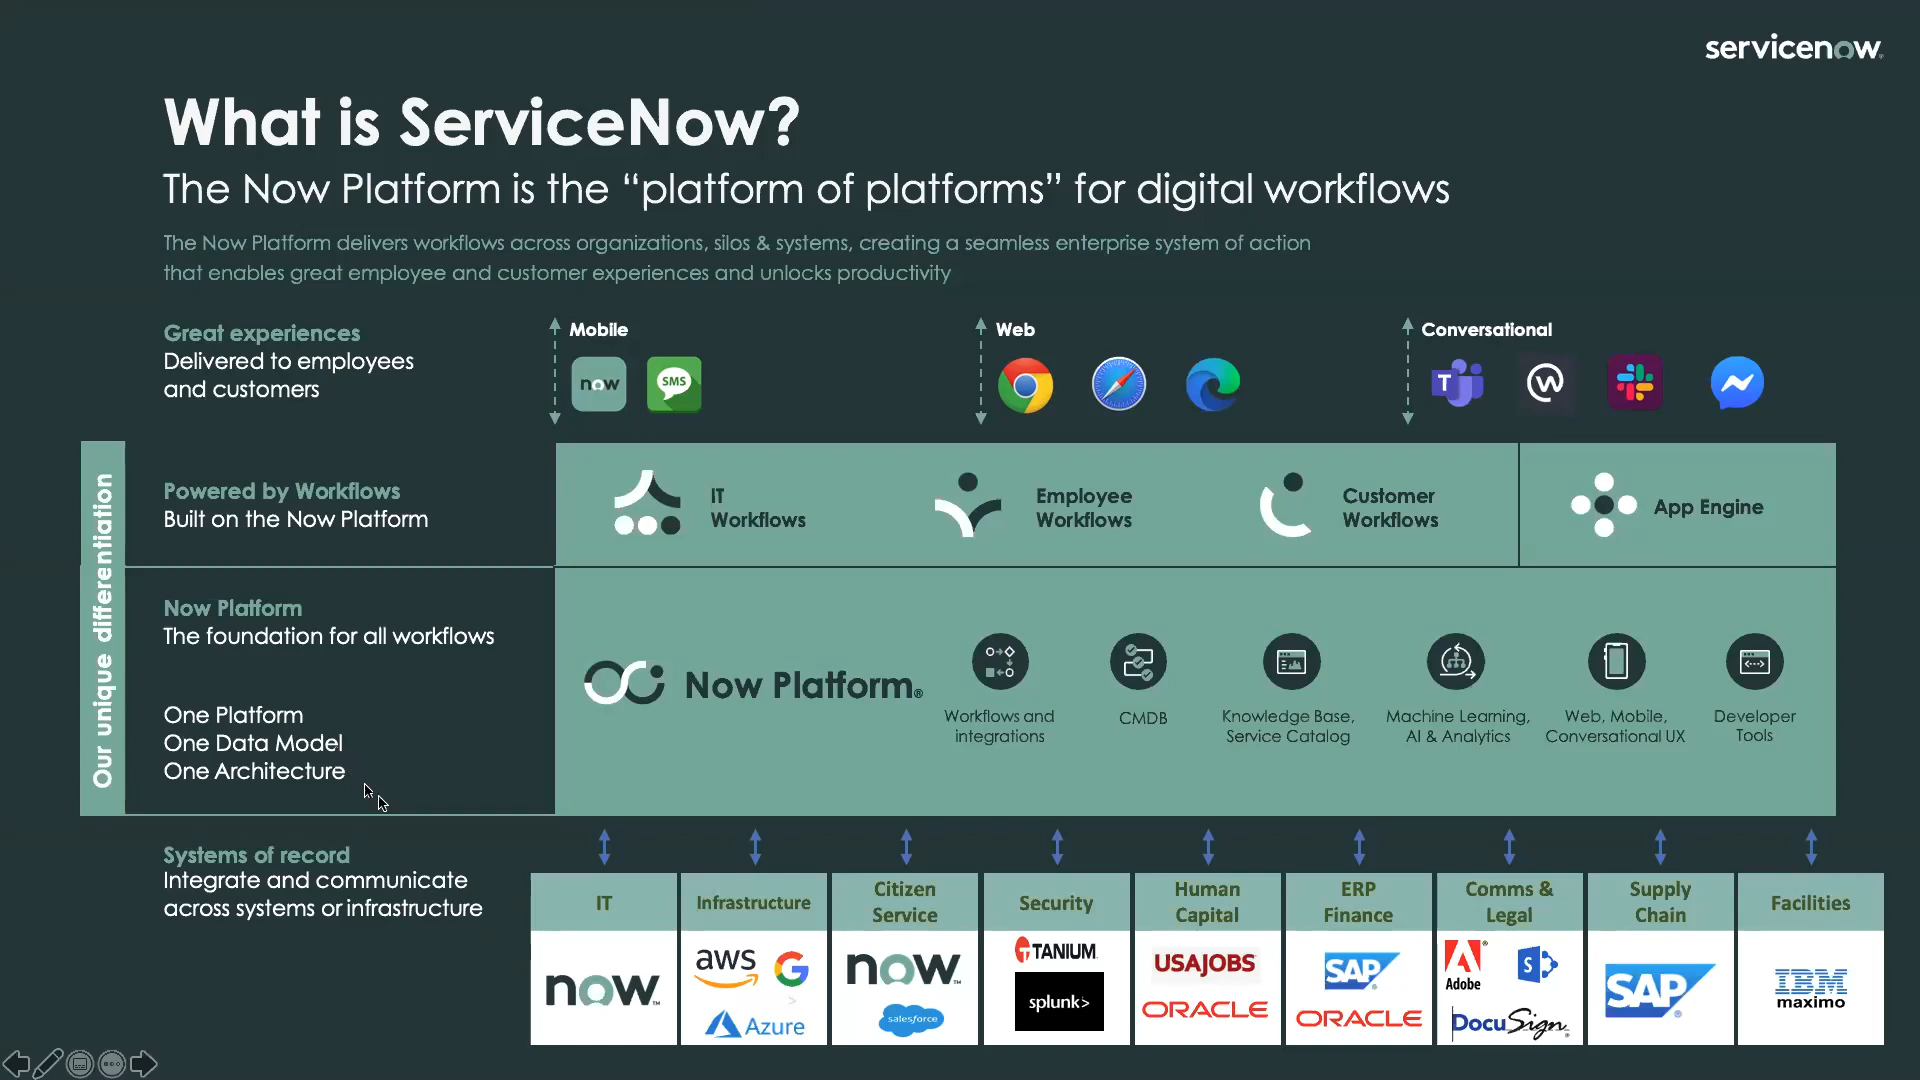 servicenow
What is ServiceNow?
The Now Platform is the “platform of platforms” for digital workflows
The Now Platform delivers workflows across organizations, silos & systems, creating a seamless enterprise system of action
that enables great employee and customer experiences and unlocks productivity
Great experiences
Delivered to employees
and customers
Mobile
now
SMS
Web
Conversational
T
W
Our unique differentiation
Powered by Workflows
Built on the Now Platform
IT
Workflows
Employee
Workflows
Customer
Workflows
App Engine
Now Platform
The foundation for all workflows
One Platform
One Data Model
One Architecture
Now Platform®
Workflows and
integrations
CMDB
Knowledge Base,
Service Catalog
Machine Learning,
AI & Analytics
Web, Mobile,
Conversational UX
Developer
Tools
Systems of record
Integrate and communicate
across systems or infrastructure
IT
now™
Infrastructure
aws
G
>
Azure
Citizen
Service
now™
salesforce
Security
TANIUM
splunk>
Human
Capital
USAJOBS
ORACLE
ERP
Finance
SAP®
ORACLE
Comms &
Legal
Adobe®
S
DocuSign®
Supply
Chain
SAP®
Facilities
IBM
maximo